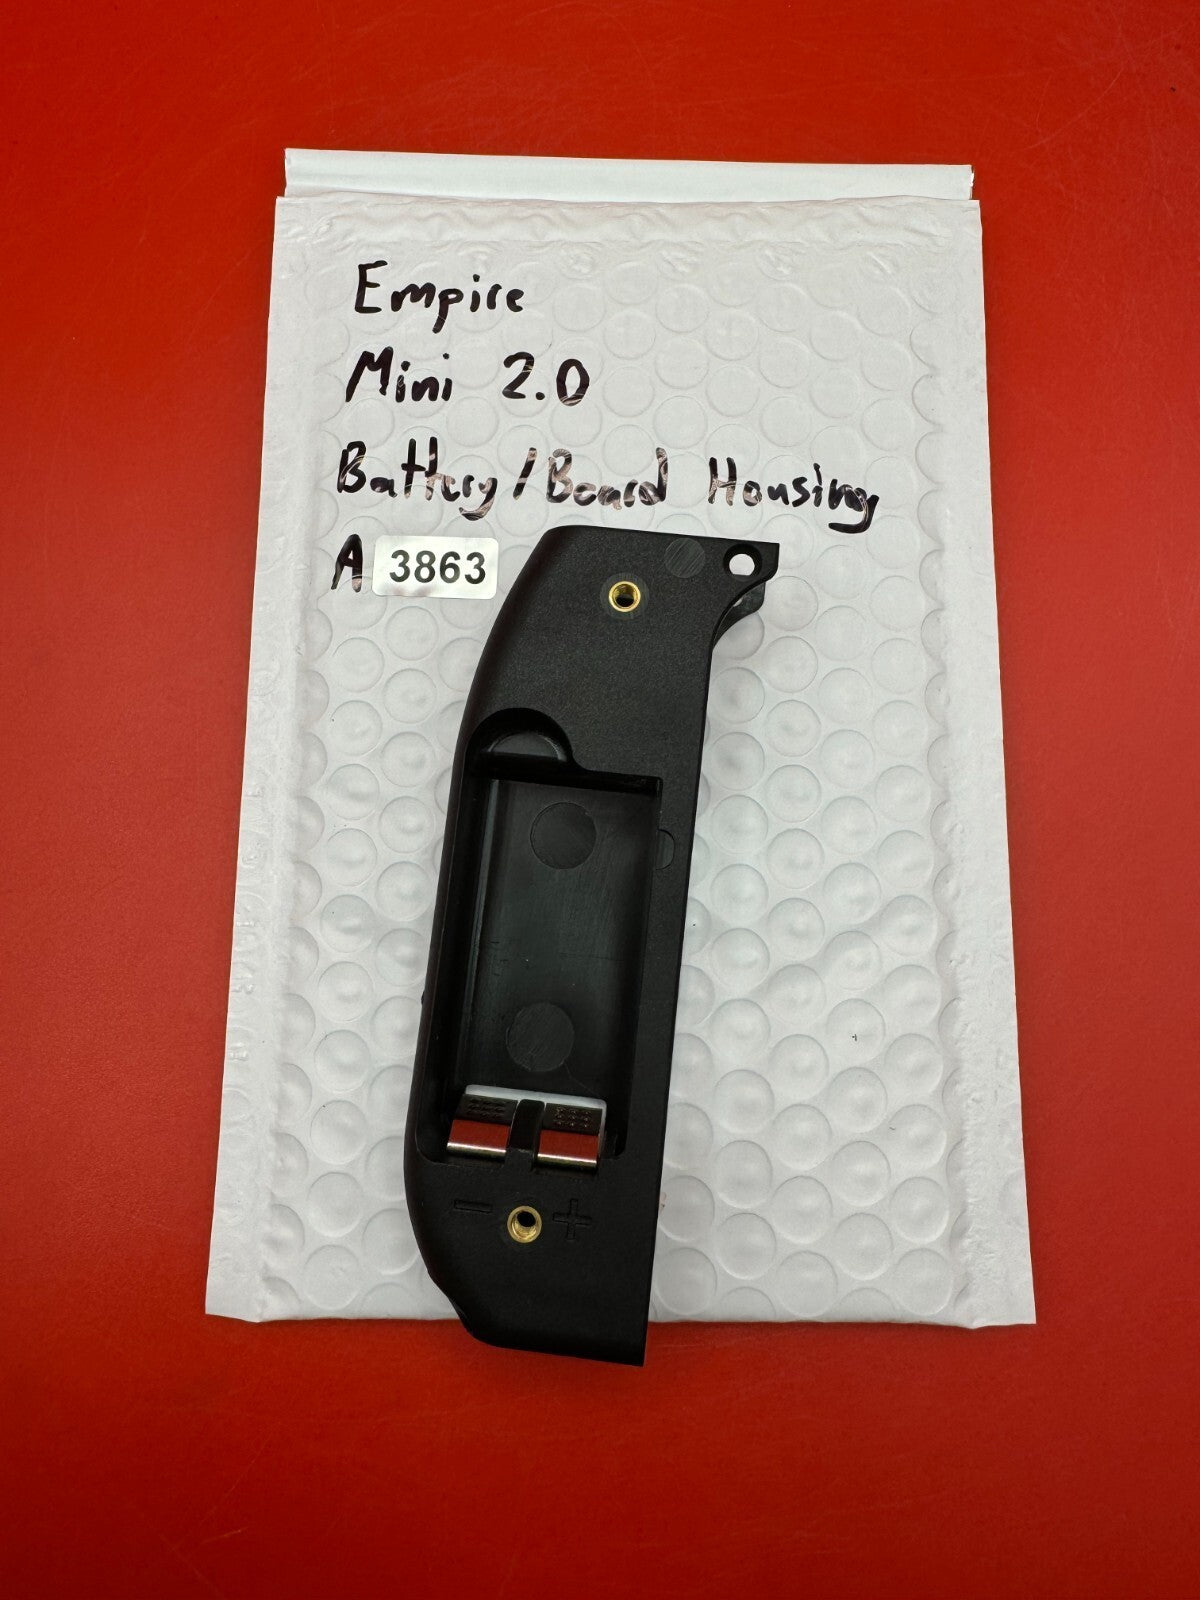 Empire
Mini 2.0
Battery/Board Housing
A 3863
- +